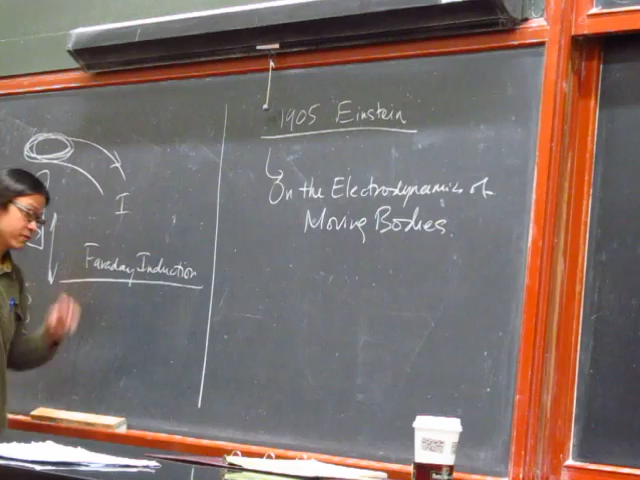 I
Faraday Induction
1905 Einstein
On the Electrodynamics of
Moving Bodies